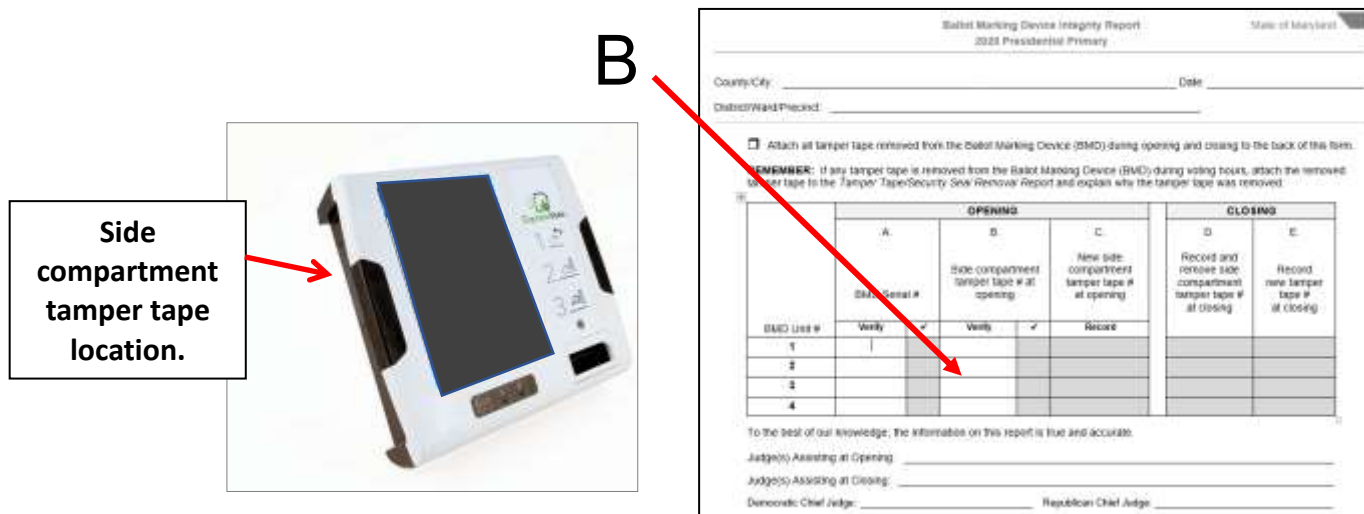 B
Side
compartment
tamper tape
location.
1
2
3
Ballot Marking Device Integrity Report
State of Maryland
2020 Presidential Primary
County/City:
Date:
District/Ward/Precinct:
Attach all tamper tape removed from the Ballot Marking Device (BMD) during opening and closing to the back of this form.
REMEMBER: If any tamper tape is removed from the Ballot Marking Device (BMD) during voting hours, attach the removed
tamper tape to the Tamper Tape/Security Seal Removal Report and explain why the tamper tape was removed.
OPENING
CLOSING
A.
B.
C.
D.
E.
BMD Serial #
Side compartment
tamper tape # at
opening
New side
compartment
tamper tape #
at opening
Record and
remove side
compartment
tamper tape #
at closing
Record
new tamper
tape #
at closing
BMD Unit #
Verify
✓
Verify
✓
Record
1
2
3
4
To the best of our knowledge, the information on this report is true and accurate.
Judge(s) Assisting at Opening:
Judge(s) Assisting at Closing:
Democratic Chief Judge:
Republican Chief Judge: